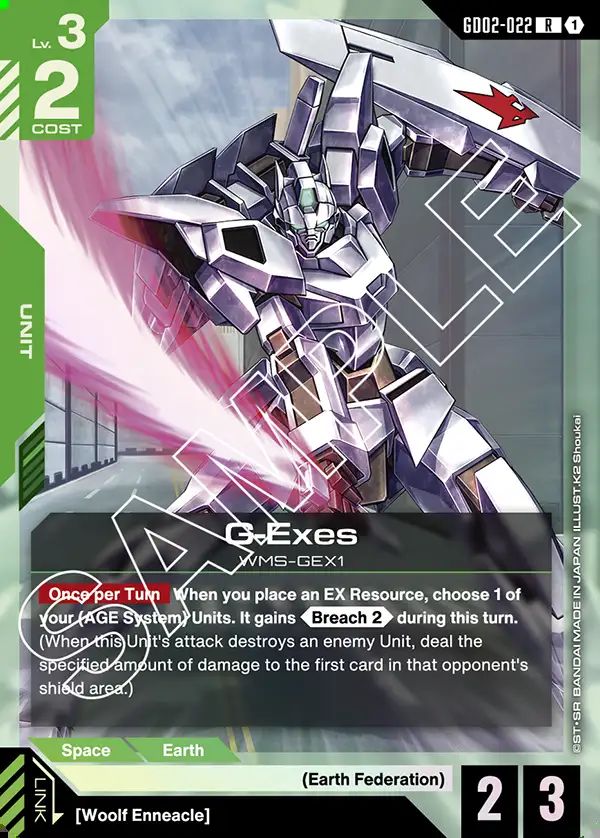 Lv. 3
2
COST
GD02-022 R 1
UNIT
SAMPLE
G-Exes
WMS-GEX1
Once per Turn When you place an EX Resource, choose 1 of
your (AGE System) Units. It gains Breach 2 during this turn.
(When this Unit's attack destroys an enemy Unit, deal the
specified amount of damage to the first card in that opponent's
shield area.)
Space Earth
(Earth Federation)
LINK
[Woolf Enneacle]
2 3
©ST・SR BANDAI MADE IN JAPAN ILLUST.K2 Shoukai